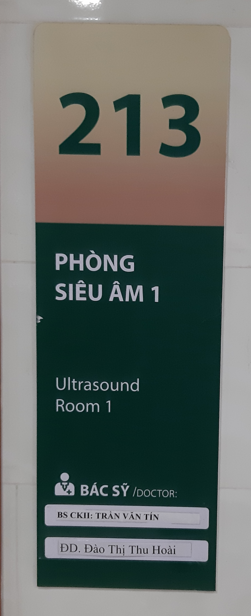 213
PHÒNG
SIÊU ÂM 1
Ultrasound
Room 1
BÁC SỸ /DOCTOR:
BS CKII: TRẦN VĂN TÍN
ĐD. Đào Thị Thu Hoài